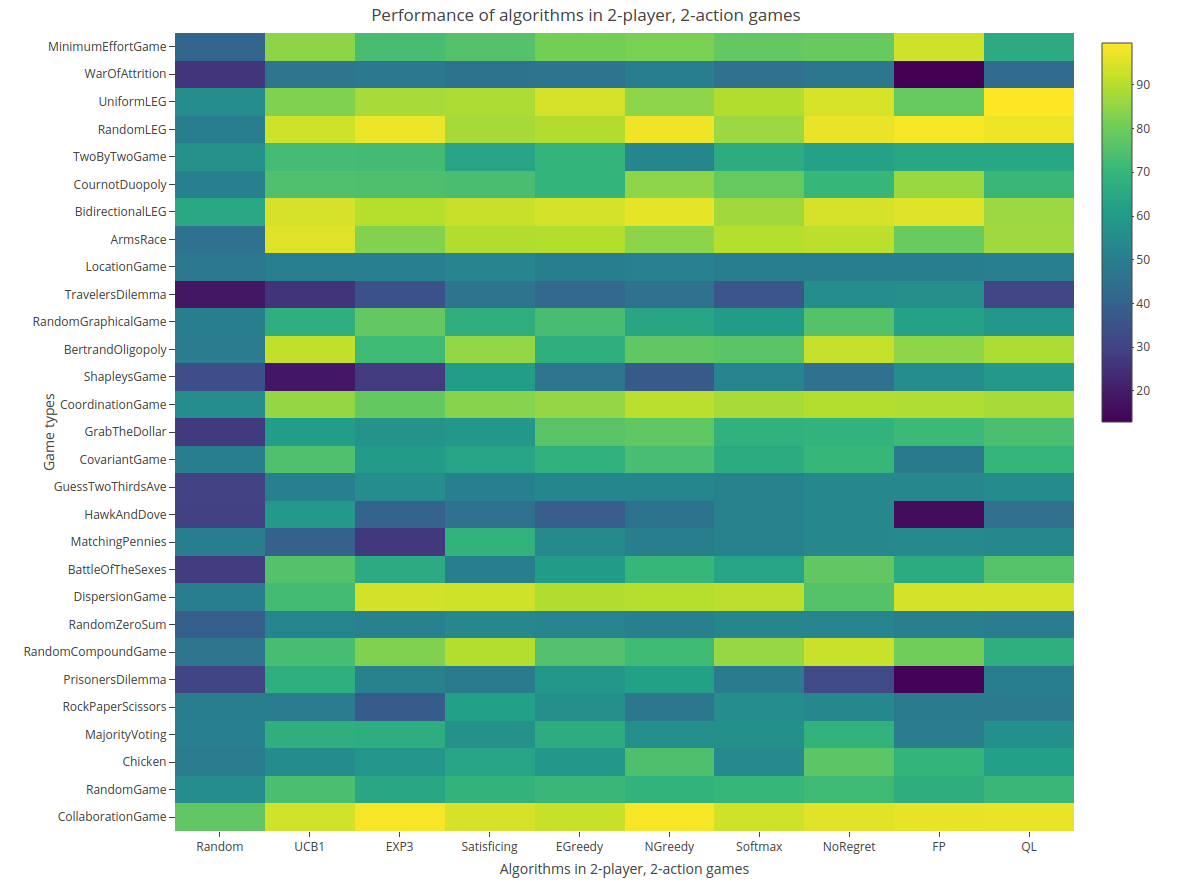 Performance of algorithms in 2-player, 2-action games
MinimumEffortGame
WarOfAttrition
UniformLEG
RandomLEG
TwoByTwoGame
CournotDuopoly
BidirectionalLEG
ArmsRace
LocationGame
TravelersDilemma
RandomGraphicalGame
BertrandOligopoly
ShapleysGame
CoordinationGame
GrabTheDollar
CovariantGame
GuessTwoThirdsAve
HawkAndDove
MatchingPennies
BattleOfTheSexes
DispersionGame
RandomZeroSum
RandomCompoundGame
PrisonersDilemma
RockPaperScissors
MajorityVoting
Chicken
RandomGame
CollaborationGame
Game types
Random UCB1 EXP3 Satisficing EGreedy NGreedy Softmax NoRegret FP QL
Algorithms in 2-player, 2-action games
90
80
70
60
50
40
30
20